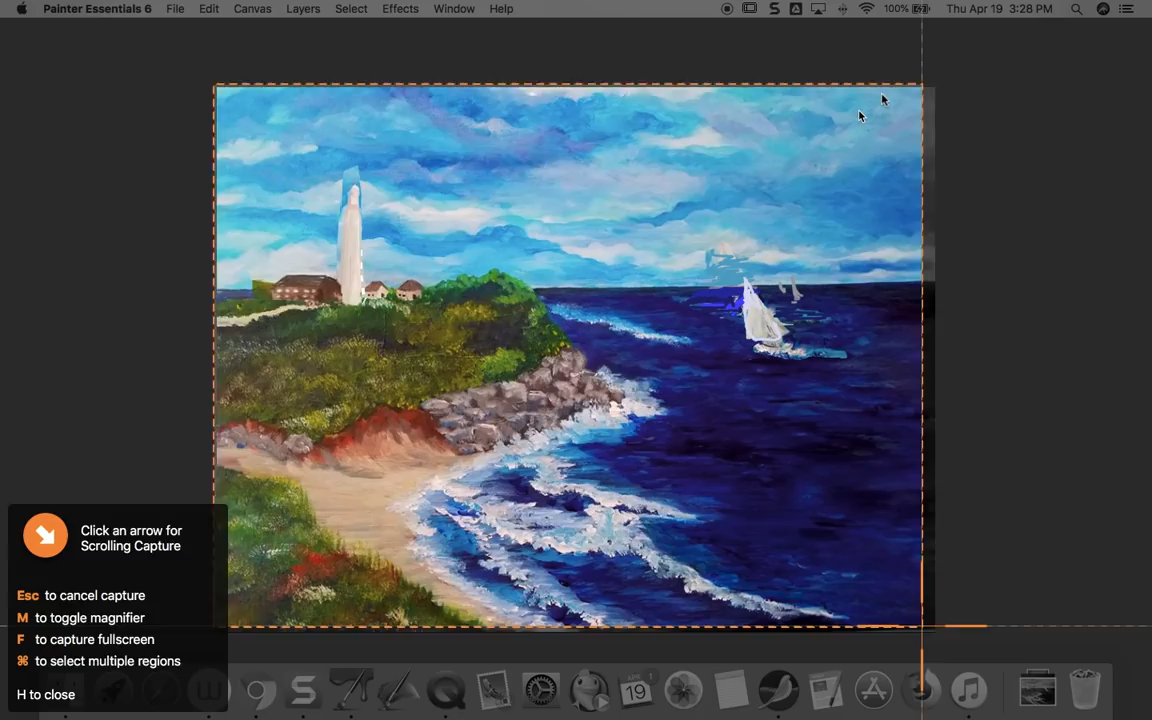 Painter Essentials 6 File Edit Canvas Layers Select Effects Window Help 100% Thu Apr 19 3:28 PM
Click an arrow for
Scrolling Capture
Esc to cancel capture
M to toggle magnifier
F to capture fullscreen
⌘ to select multiple regions
H to close
19